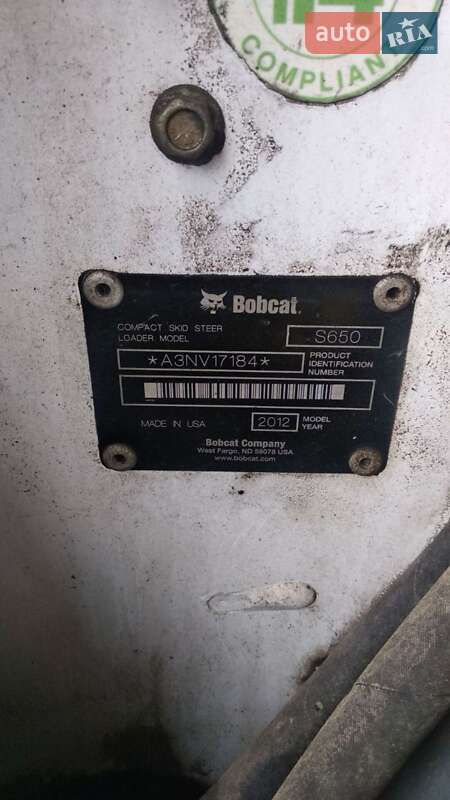 COMPLIANT
auto RIA
.com
Bobcat
COMPACT SKID STEER
LOADER MODEL
S650
*A3NV17184*
PRODUCT
IDENTIFICATION
NUMBER
MADE IN USA
2012
MODEL
YEAR
Bobcat Company
West Fargo, ND 58078 USA
www.bobcat.com